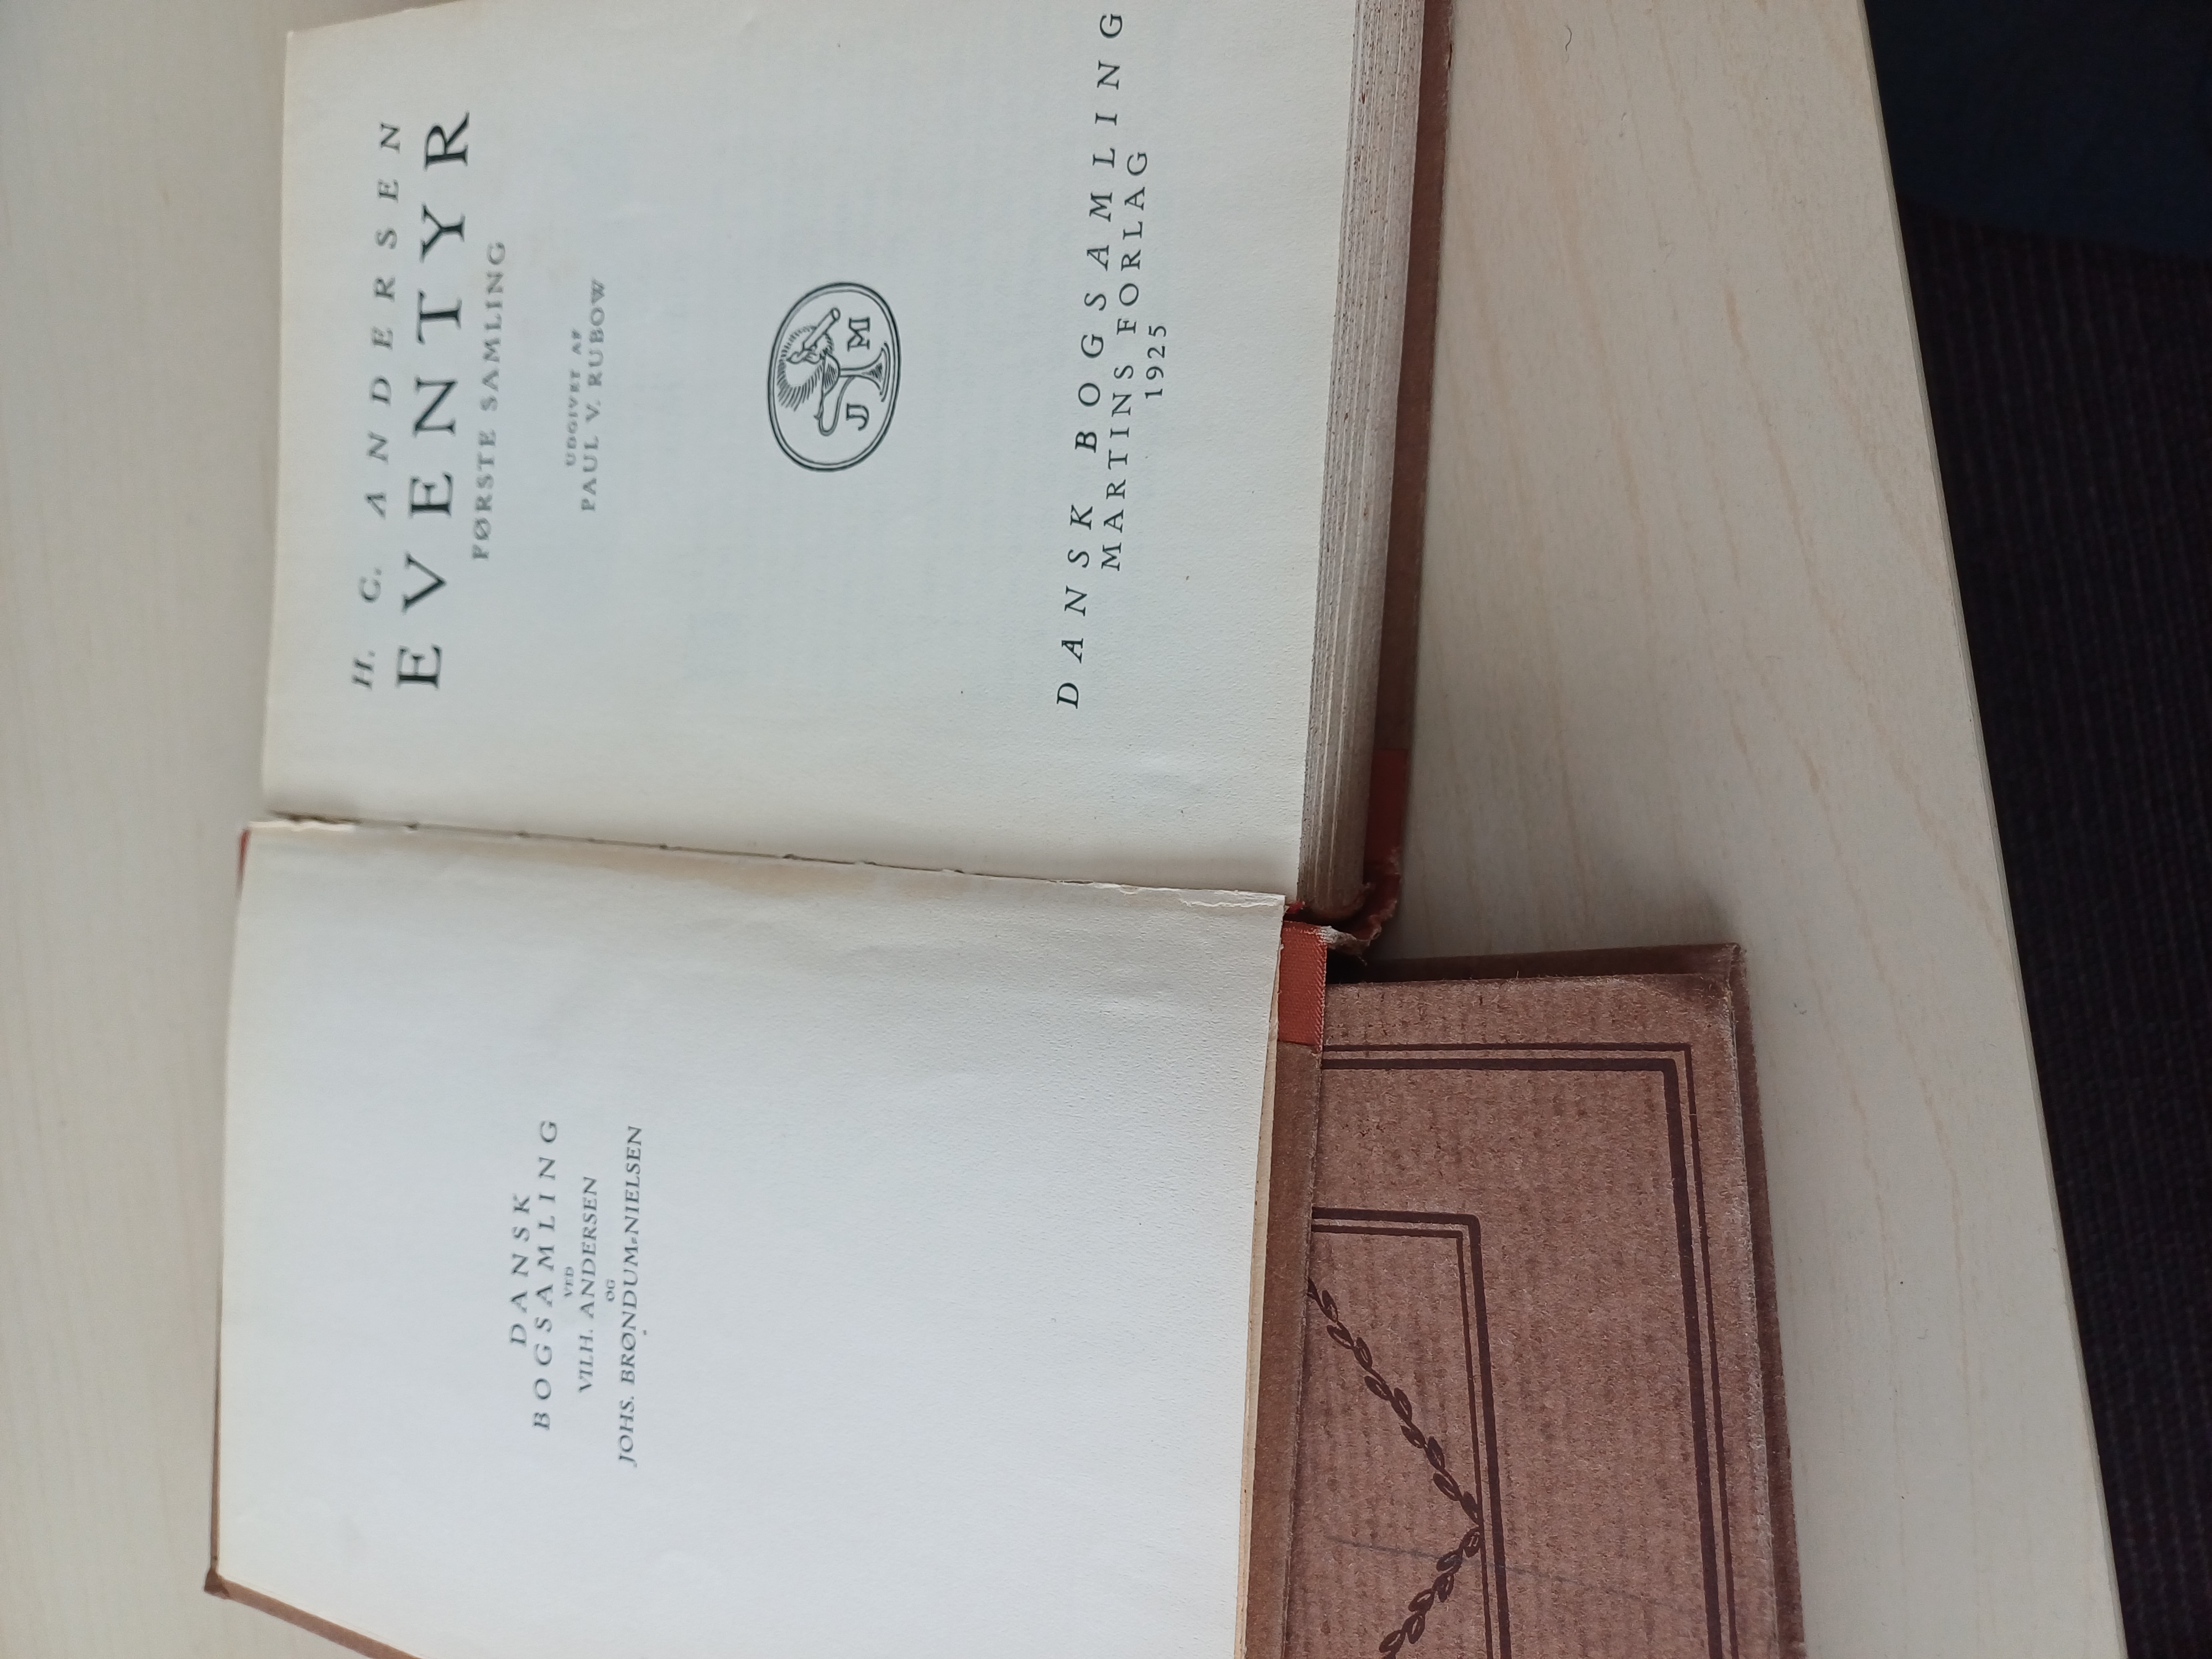 DANSK
BOGSAMLING
VED
VILH. ANDERSEN
OG
JOHS. BRØNDUM-NIELSEN
H. C. ANDERSEN
EVENTYR
FØRSTE SAMLING
UDGIVET AF
PAUL V. RUBOW
J M
DANSK BOGSAMLING
MARTINS FORLAG
1925